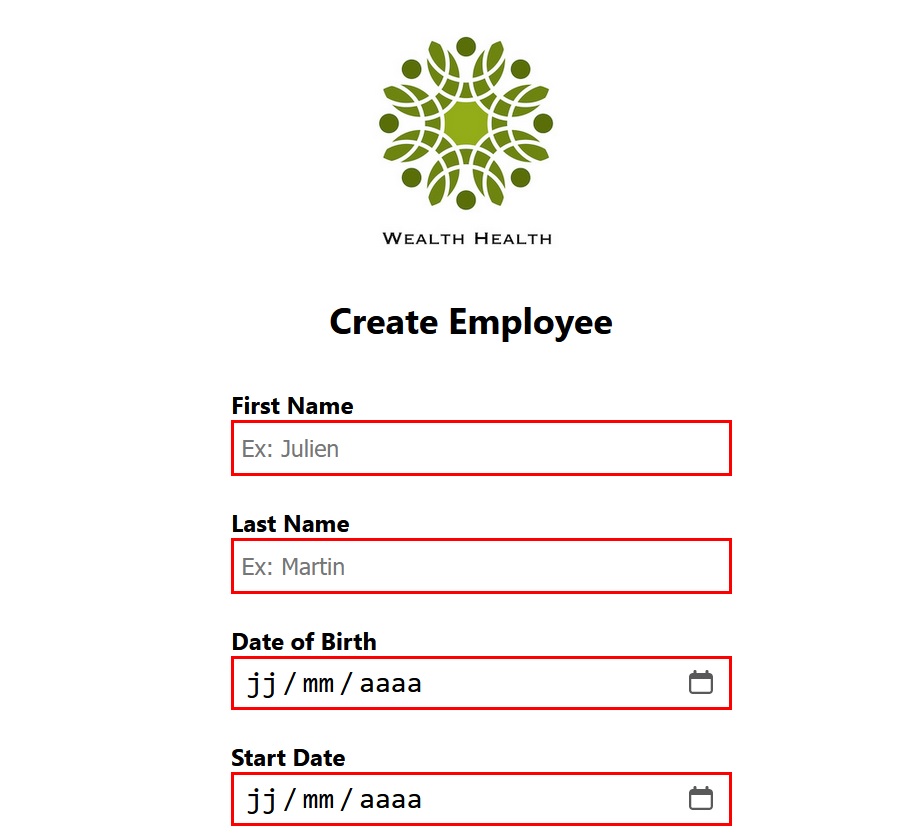 Wealth Health
Create Employee
First Name
Ex: Julien
Last Name
Ex: Martin
Date of Birth
jj/mm/aaaa
Start Date
jj/mm/aaaa